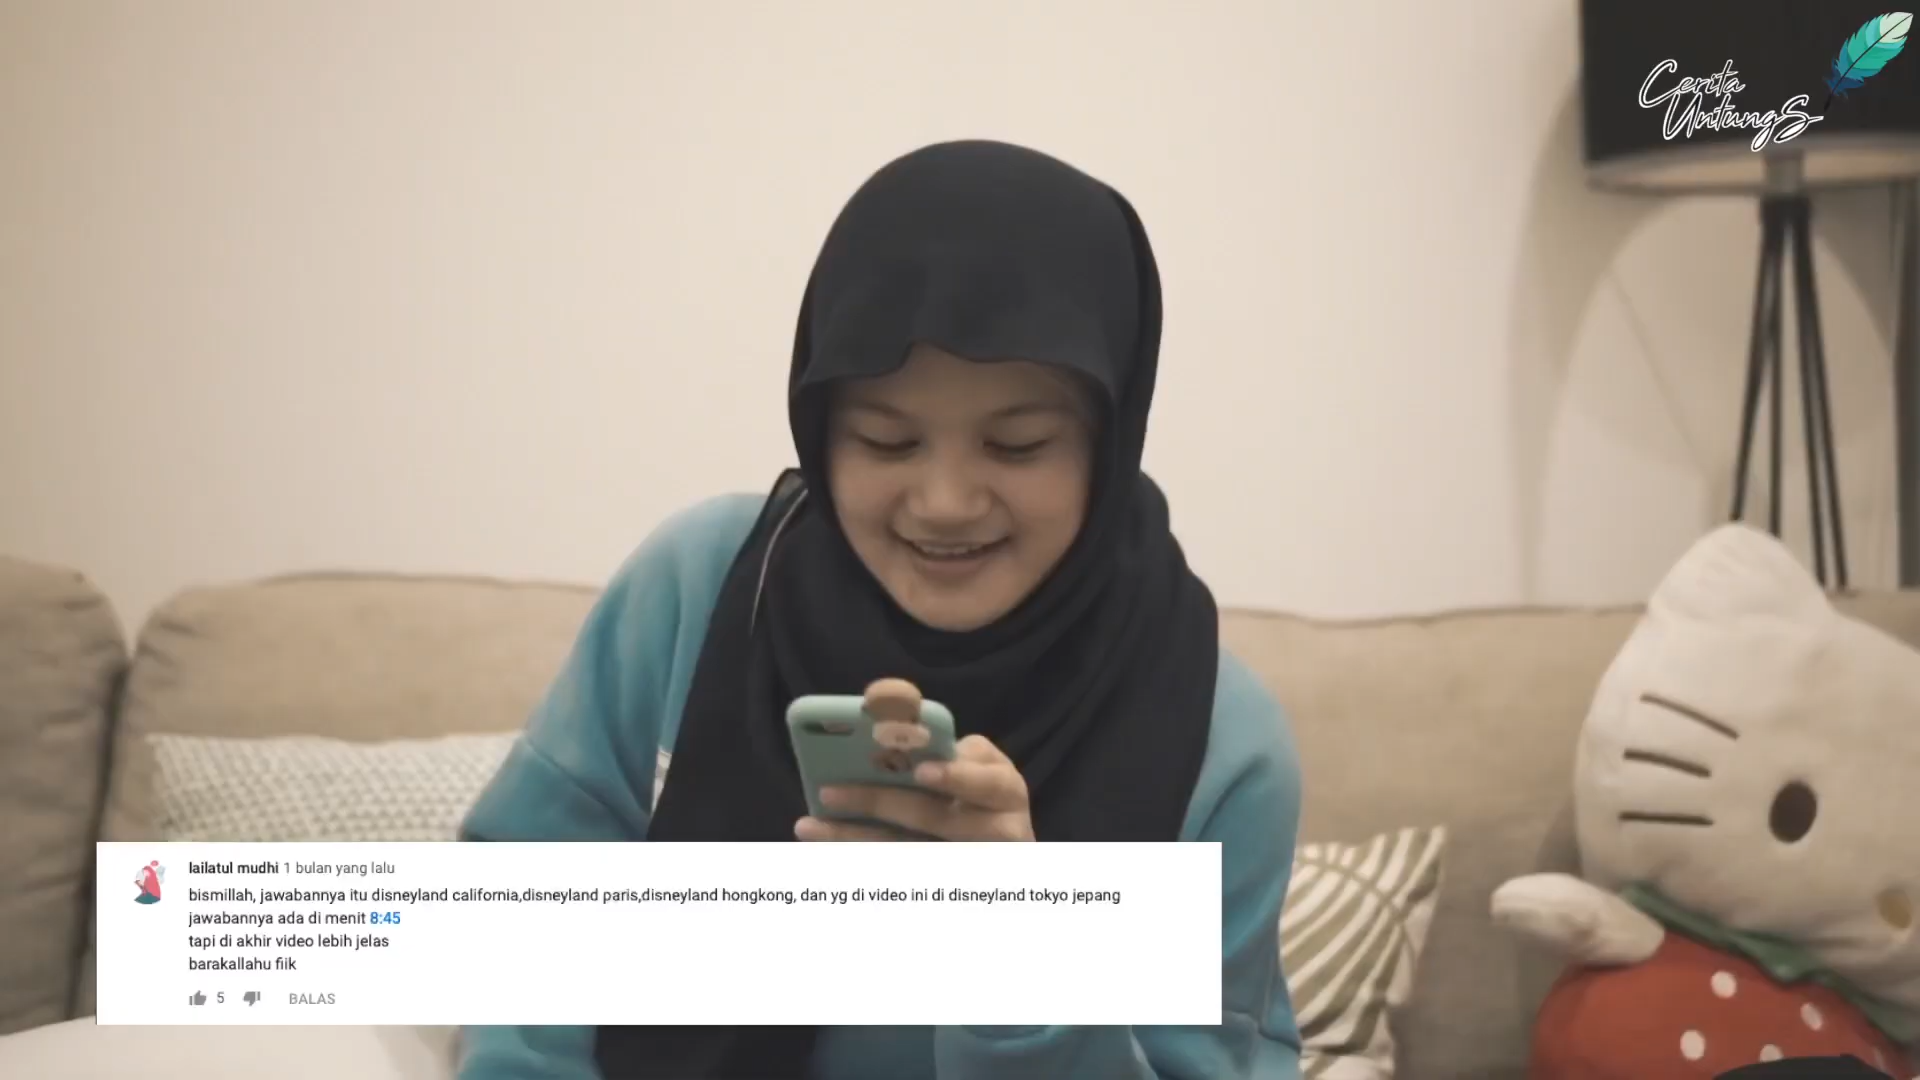 Cerita
UntungS
lailatul mudhi 1 bulan yang lalu
bismillah, jawabannya itu disneyland california,disneyland paris,disneyland hongkong, dan yg di video ini di disneyland tokyo jepang
jawabannya ada di menit 8:45
tapi di akhir video lebih jelas
barakallahu fiik
5 BALAS